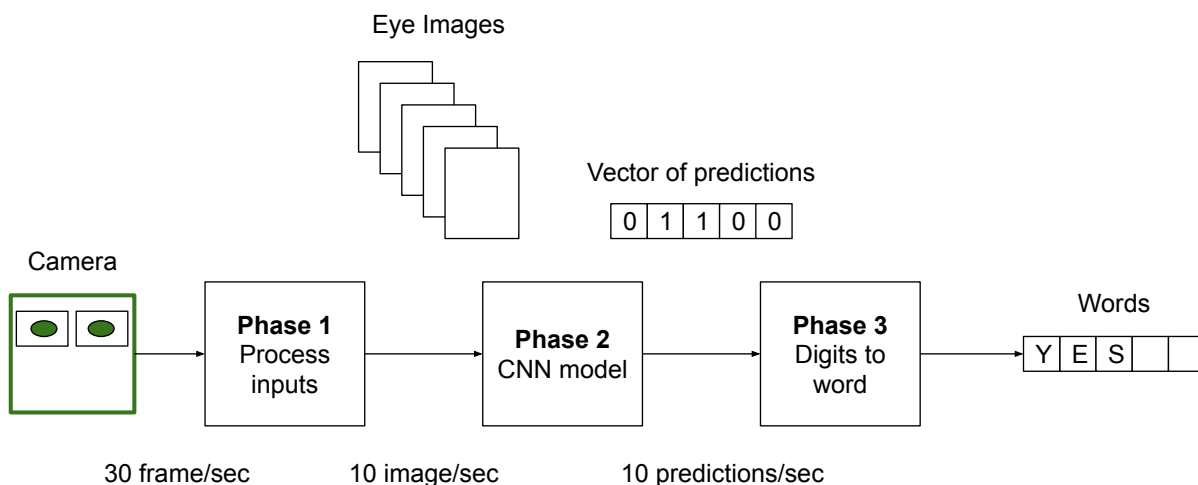 Eye Images
Vector of predictions
0 1 1 0 0
Camera
Words
Phase 1
Process
inputs
Phase 2
CNN model
Phase 3
Digits to
word
Y E S
30 frame/sec
10 image/sec
10 predictions/sec